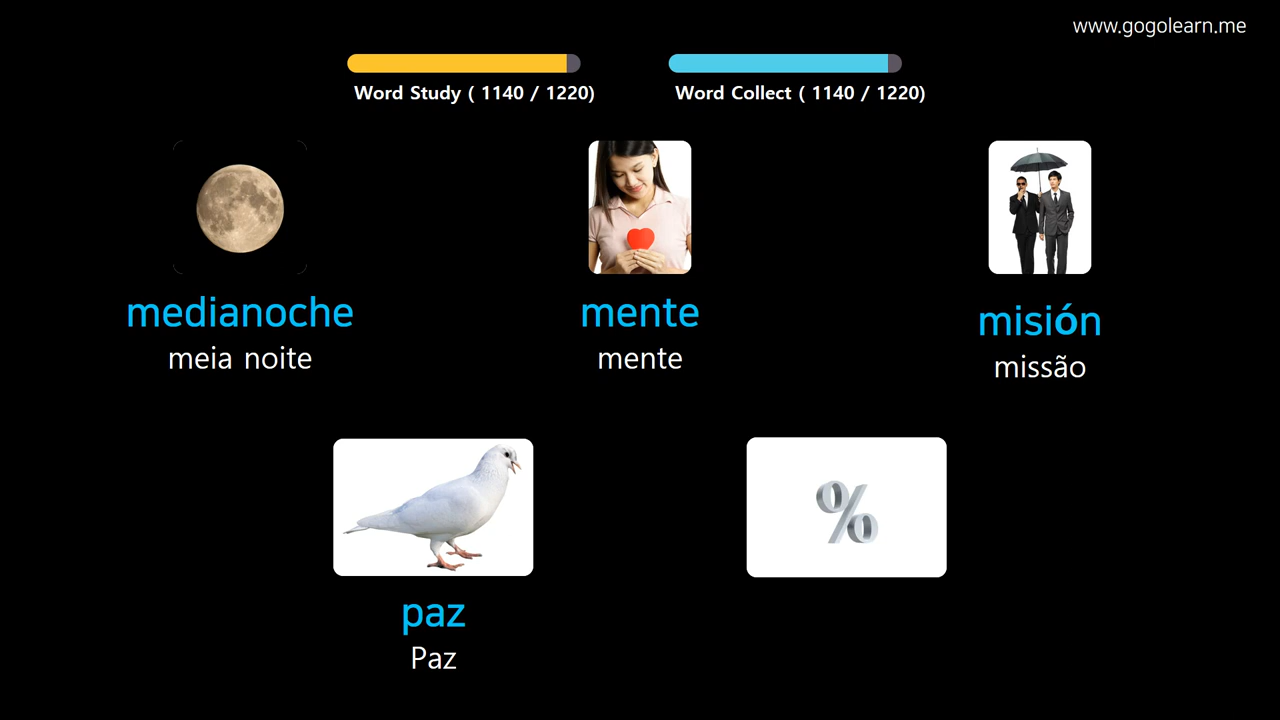 www.gogolearn.me
Word Study ( 1140 / 1220)
Word Collect ( 1140 / 1220)
medianoche
meia noite
mente
mente
misión
missão
%
paz
Paz